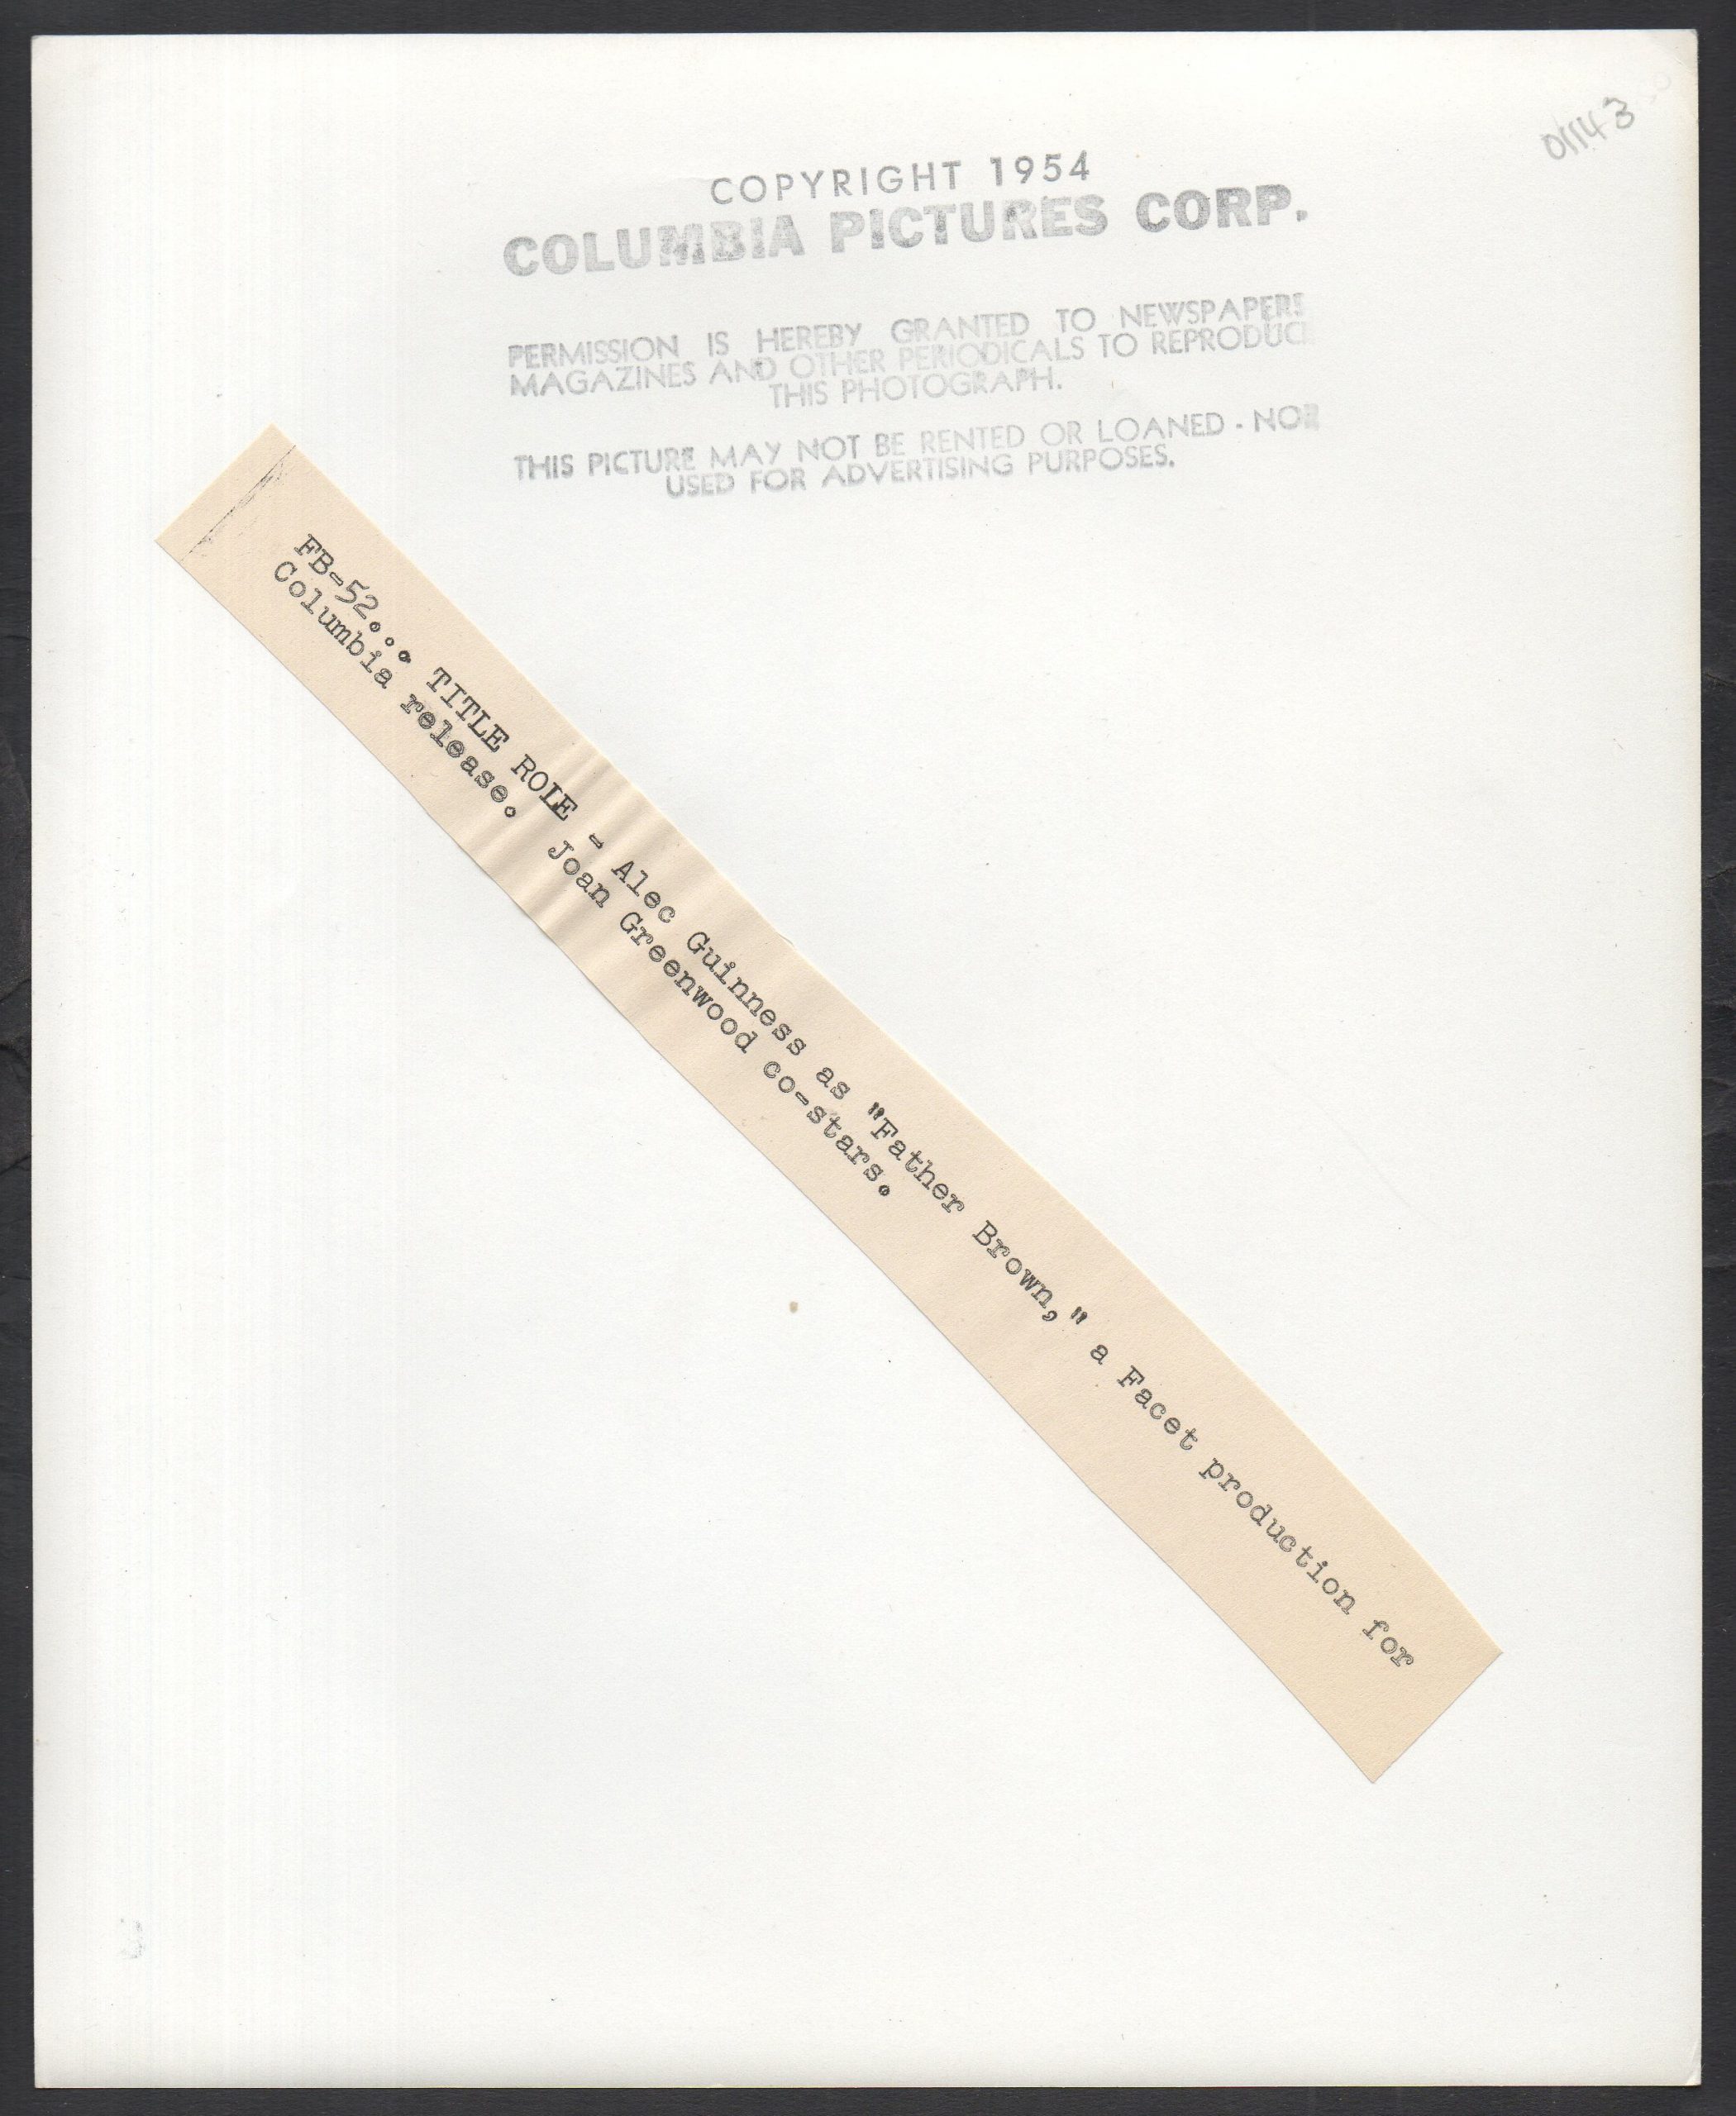 01143
COPYRIGHT 1954
COLUMBIA PICTURES CORP.
PERMISSION IS HEREBY GRANTED TO NEWSPAPERS
MAGAZINES AND OTHER PERIODICALS TO REPRODUCE
THIS PHOTOGRAPH.
THIS PICTURE MAY NOT BE RENTED OR LOANED - NOR
USED FOR ADVERTISING PURPOSES.
FB-52... TITLE ROLE - Alec Guinness as "Father Brown," a Facet production for
Columbia release. Joan Greenwood co-stars.